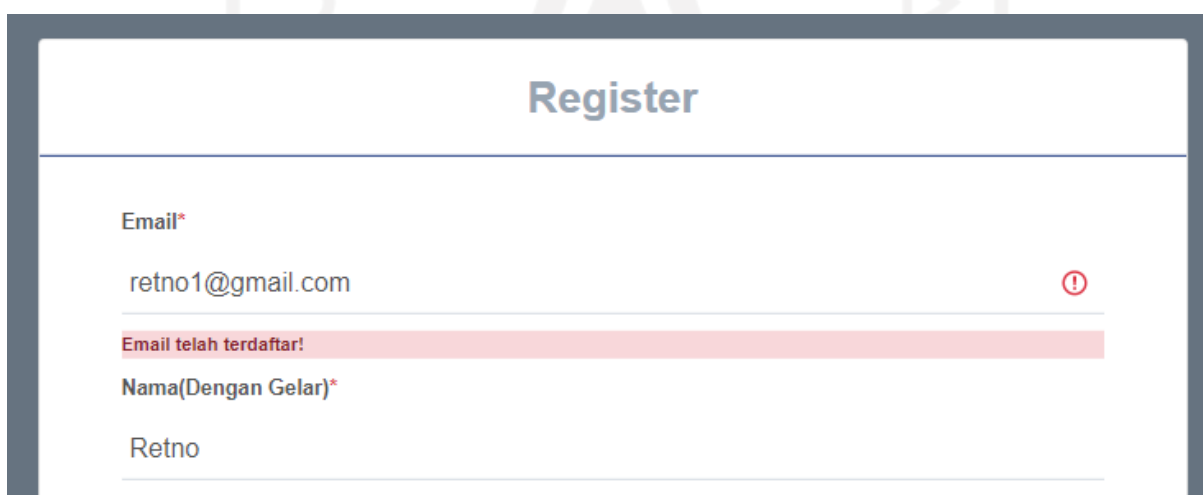 Register
Email*
retno1@gmail.com
Email telah terdaftar!
Nama(Dengan Gelar)*
Retno